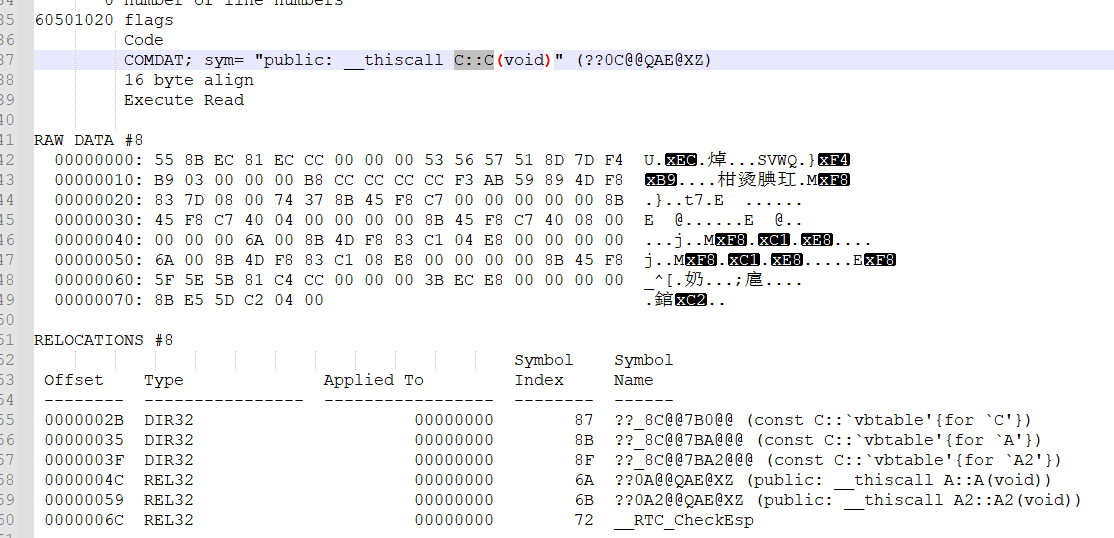 34 0 number of line numbers
35 60501020 flags
36 Code
37 COMDAT; sym= "public: __thiscall C::C(void)" (??0C@@QAE@XZ)
38 16 byte align
39 Execute Read
40
41 RAW DATA #8
42 00000000: 55 8B EC 81 EC CC 00 00 00 53 56 57 51 8D 7D F4 U.xEC.焯...SVWQ.}xF4
43 00000010: B9 03 00 00 00 B8 CC CC CC CC F3 AB 59 89 4D F8 xB9....柑烫腆玒.MxF8
44 00000020: 83 7D 08 00 74 37 8B 45 F8 C7 00 00 00 00 00 8B .}..t7.E ......
45 00000030: 45 F8 C7 40 04 00 00 00 00 8B 45 F8 C7 40 08 00 E @......E @..
46 00000040: 00 00 00 6A 00 8B 4D F8 83 C1 04 E8 00 00 00 00 ...j..MxF8.xC1.xE8....
47 00000050: 6A 00 8B 4D F8 83 C1 08 E8 00 00 00 00 8B 45 F8 j..MxF8.xC1.xE8.....ExF8
48 00000060: 5F 5E 5B 81 C4 CC 00 00 00 3B EC E8 00 00 00 00 _^[.奶...;扈....
49 00000070: 8B E5 5D C2 04 00 .錧xC2..
50
51 RELOCATIONS #8
52 Symbol Symbol
53 Offset Type Applied To Index Name
54 -------- ---------------- ----------------- -------- ------
55 0000002B DIR32 00000000 87 ??_8C@@7B0@@ (const C::`vbtable'{for `C'})
56 00000035 DIR32 00000000 8B ??_8C@@7BA@@@ (const C::`vbtable'{for `A'})
57 0000003F DIR32 00000000 8F ??_8C@@7BA2@@@ (const C::`vbtable'{for `A2'})
58 0000004C REL32 00000000 6A ??0A@@QAE@XZ (public: __thiscall A::A(void))
59 00000059 REL32 00000000 6B ??0A2@@QAE@XZ (public: __thiscall A2::A2(void))
60 0000006C REL32 00000000 72 __RTC_CheckEsp